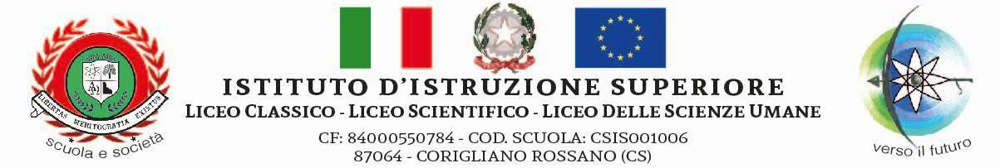 LIBERTAS MERITOCRATIA EXISTUS
scuola e società
ISTITUTO D'ISTRUZIONE SUPERIORE
LICEO CLASSICO - LICEO SCIENTIFICO - LICEO DELLE SCIENZE UMANE
CF: 84000550784 - COD. SCUOLA: CSIS001006
87064 - CORIGLIANO ROSSANO (CS)
verso il futuro